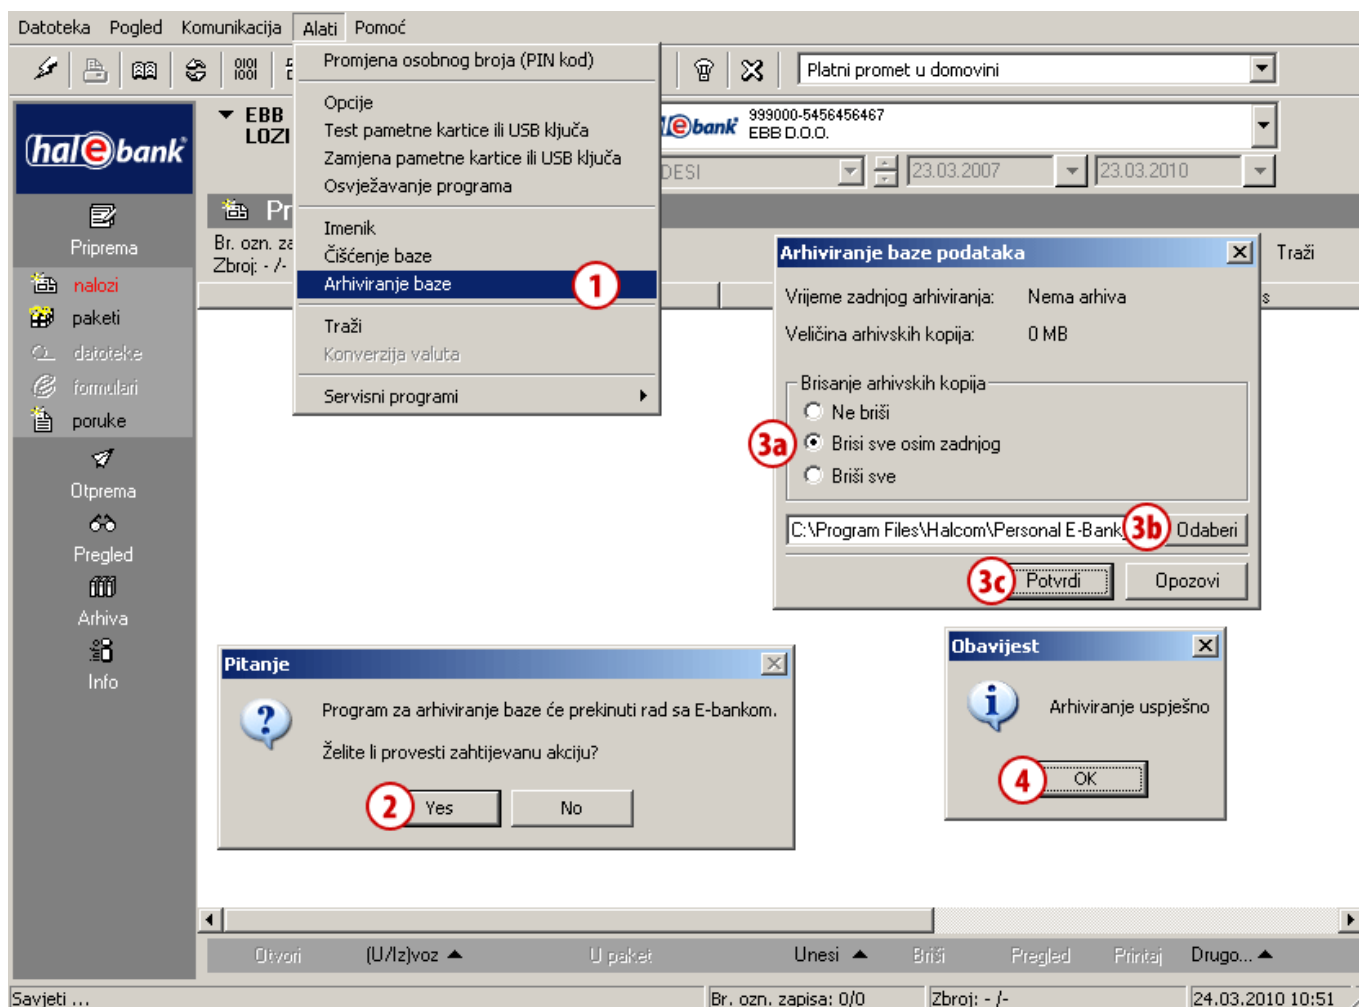 Datoteka Pogled Komunikacija Alati Pomoć
Promjena osobnog broja (PIN kod)
Opcije
Test pametne kartice ili USB ključa
Zamjena pametne kartice ili USB ključa
Osvježavanje programa
Imenik
Čišćenje baze
Arhiviranje baze
1
Traži
Konverzija valuta
Servisni programi
Platni promet u domovini
hal e bank
EBB
LOZI
e bank
999000-5456456467
EBB D.O.O.
DESI
23.03.2007
23.03.2010
Pr
Br. ozn. za
Zbroj: - /-
Traži
s
Priprema
nalozi
paketi
datoteke
formulari
poruke
Otprema
Pregled
Arhiva
Info
Arhiviranje baze podataka
Vrijeme zadnjog arhiviranja: Nema arhiva
Veličina arhivskih kopija: 0 MB
Brisanje arhivskih kopija
Ne briši
3a Brisi sve osim zadnjog
Briši sve
C:\Program Files\Halcom\Personal E-Bank 3b Odaberi
3c Potvrdi Opozovi
Pitanje
Program za arhiviranje baze će prekinuti rad sa E-bankom.
Želite li provesti zahtijevanu akciju?
2 Yes No
Obavijest
Arhiviranje uspješno
4 OK
Otvori (U/Iz)voz U paket Unesi Briši Pregled Printaj Drugo...
Savjeti ... Br. ozn. zapisa: 0/0 Zbroj: - /- 24.03.2010 10:51